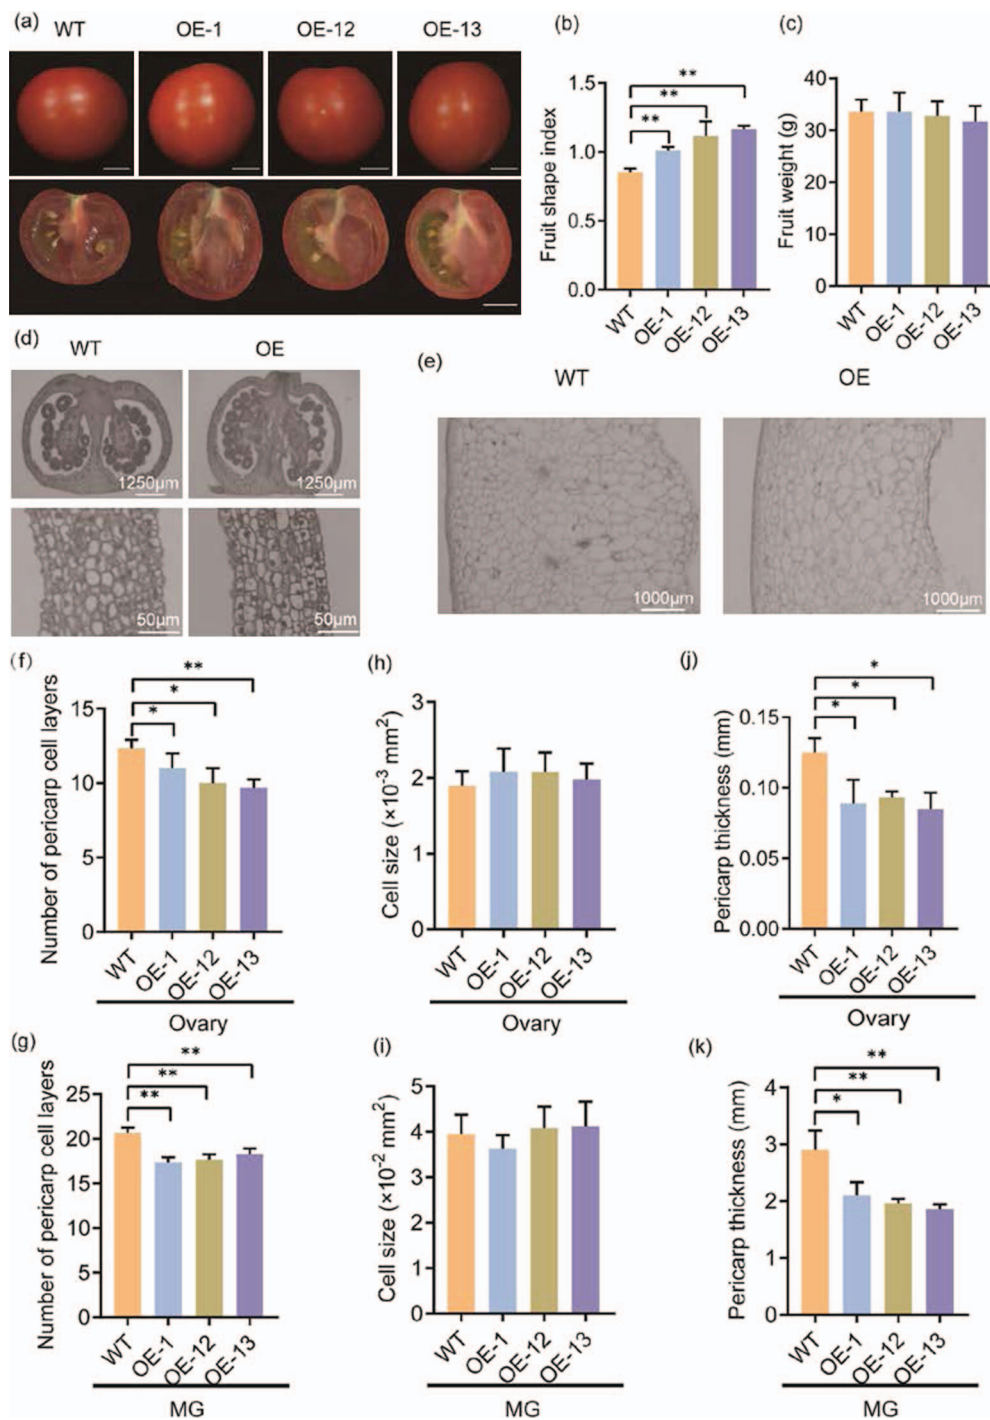 (a)
WT OE-1 OE-12 OE-13
(b)
Fruit shape index
1.5
1.0
0.5
0.0
** 
**
**
WT OE-1 OE-12 OE-13
(c)
Fruit weight (g)
40
30
20
10
0
WT OE-1 OE-12 OE-13
(d)
WT OE
1250μm 1250μm
50μm 50μm
(e)
WT OE
1000μm 1000μm
(f)
Number of pericarp cell layers
15
10
5
0
**
*
*
WT OE-1 OE-12 OE-13
Ovary
(h)
Cell size (×10-3 mm2)
3
2
1
0
WT OE-1 OE-12 OE-13
Ovary
(j)
Pericarp thickness (mm)
0.15
0.10
0.05
0.00
*
*
*
WT OE-1 OE-12 OE-13
Ovary
(g)
Number of pericarp cell layers
25
20
15
10
5
0
**
**
**
WT OE-1 OE-12 OE-13
MG
(i)
Cell size (×10-2 mm2)
5
4
3
2
1
0
WT OE-1 OE-12 OE-13
MG
(k)
Pericarp thickness (mm)
4
3
2
1
0
**
**
*
WT OE-1 OE-12 OE-13
MG